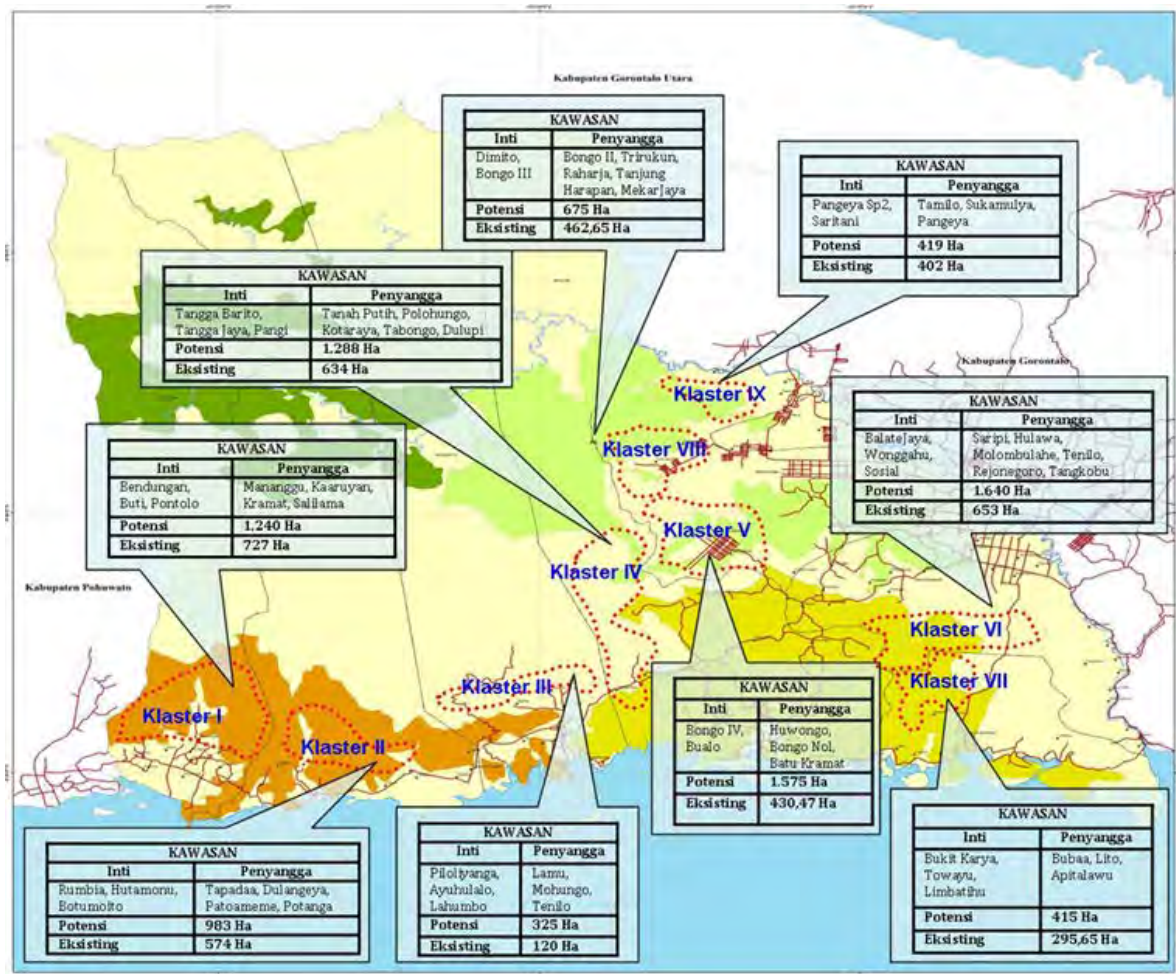 Kabupaten Gorontalo Utara
KAWASAN
Inti Penyangga
Dimito, Bongo II, Trirukun,
Bongo III Raharja, Tanjung
Harapan, MekarJaya
Potensi 675 Ha
Eksisting 462,65 Ha
KAWASAN
Inti Penyangga
Pangeya Sp2, Tamilo, Sukamulya,
Saritani Pangeya
Potensi 419 Ha
Eksisting 402 Ha
KAWASAN
Inti Penyangga
Tangga Barito, Tanah Putih, Polohungo,
Tangga Jaya, Pangi Kotaraya, Tabongo, Dulupi
Potensi 1.288 Ha
Eksisting 634 Ha
Kabupaten Gorontalo
KAWASAN
Inti Penyangga
BalateJaya, Saripi, Hulawa,
Wonggahu, Molombulahe, Tenilo,
Sosial Rejonegoro, Tangkobu
Potensi 1.640 Ha
Eksisting 653 Ha
KAWASAN
Inti Penyangga
Bendungan, Mananggu, Kaaruyan,
Buti, Pontolo Kramat, Salilama
Potensi 1.240 Ha
Eksisting 727 Ha
Kabupaten Pohuwato
Klaster IX
Klaster VIII
Klaster V
Klaster IV
Klaster VI
Klaster VII
Klaster III
Klaster I
Klaster II
KAWASAN
Inti Penyangga
Bongo IV, Huwongo,
Bualo Bongo Nol,
Batu Kramat
Potensi 1.575 Ha
Eksisting 430,47 Ha
KAWASAN
Inti Penyangga
Rumbia, Hutamonu, Tapadaa, Dulangeya,
Botumoito Patoameme, Potanga
Potensi 983 Ha
Eksisting 574 Ha
KAWASAN
Inti Penyangga
Piloliyanga, Lamu,
Ayuhulalo, Mohungo,
Lahumbo Tenilo
Potensi 325 Ha
Eksisting 120 Ha
KAWASAN
Inti Penyangga
Bukit Karya, Bubaa, Lito,
Towayu, Apitalawu
Limbatihu
Potensi 415 Ha
Eksisting 295,65 Ha